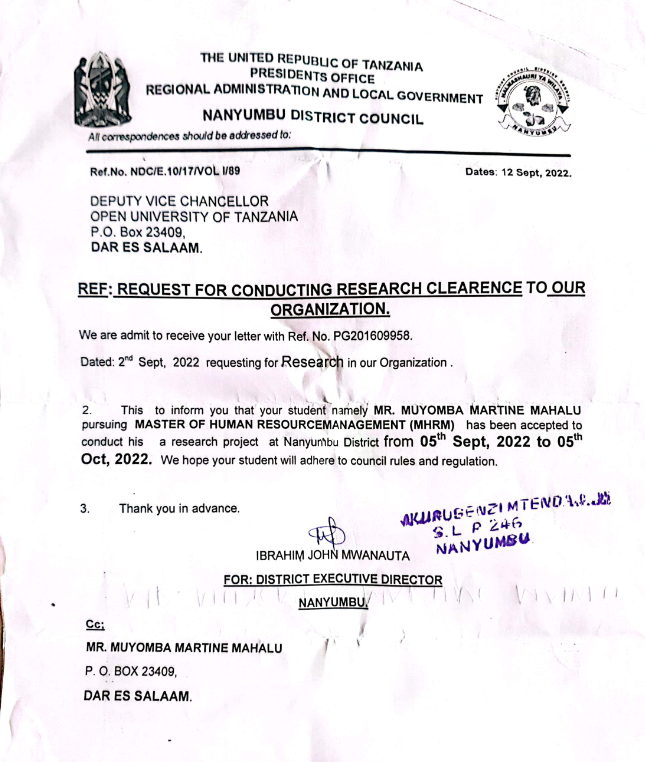 THE UNITED REPUBLIC OF TANZANIA
PRESIDENTS OFFICE
REGIONAL ADMINISTRATION AND LOCAL GOVERNMENT
NANYUMBU DISTRICT COUNCIL
HALMASHAURI YA WILAYA
NANYUMBU
All correspondences should be addressed to:
Ref.No. NDC/E.10/17/VOL I/89
Dates: 12 Sept, 2022.
DEPUTY VICE CHANCELLOR
OPEN UNIVERSITY OF TANZANIA
P.O. Box 23409,
DAR ES SALAAM.
REF: REQUEST FOR CONDUCTING RESEARCH CLEARENCE TO OUR
ORGANIZATION.
We are admit to receive your letter with Ref. No. PG201609958.
Dated: 2nd Sept, 2022 requesting for Research in our Organization .
2. This to inform you that your student namely MR. MUYOMBA MARTINE MAHALU
pursuing MASTER OF HUMAN RESOURCEMANAGEMENT (MHRM) has been accepted to
conduct his a research project at Nanyumbu District from 05th Sept, 2022 to 05th
Oct, 2022. We hope your student will adhere to council rules and regulation.
3. Thank you in advance.
S.L P 246
NANYUMBU
IBRAHIM JOHN MWANAUTA
FOR: DISTRICT EXECUTIVE DIRECTOR
NANYUMBU.
Cc:
MR. MUYOMBA MARTINE MAHALU
P. O. BOX 23409,
DAR ES SALAAM.